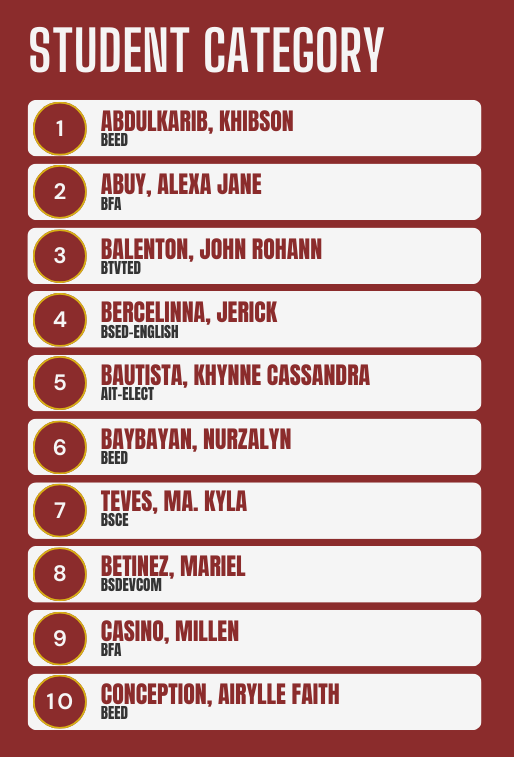 STUDENT CATEGORY
1
ABDULKARIB, KHIBSON
BEED
2
ABUY, ALEXA JANE
BFA
3
BALENTON, JOHN ROHANN
BTVTED
4
BERCELINNA, JERICK
BSED-ENGLISH
5
BAUTISTA, KHYNNE CASSANDRA
AIT-ELECT
6
BAYBAYAN, NURZALYN
BEED
7
TEVES, MA. KYLA
BSCE
8
BETINEZ, MARIEL
BSDEVCOM
9
CASINO, MILLEN
BFA
10
CONCEPTION, AIRYLLE FAITH
BEED